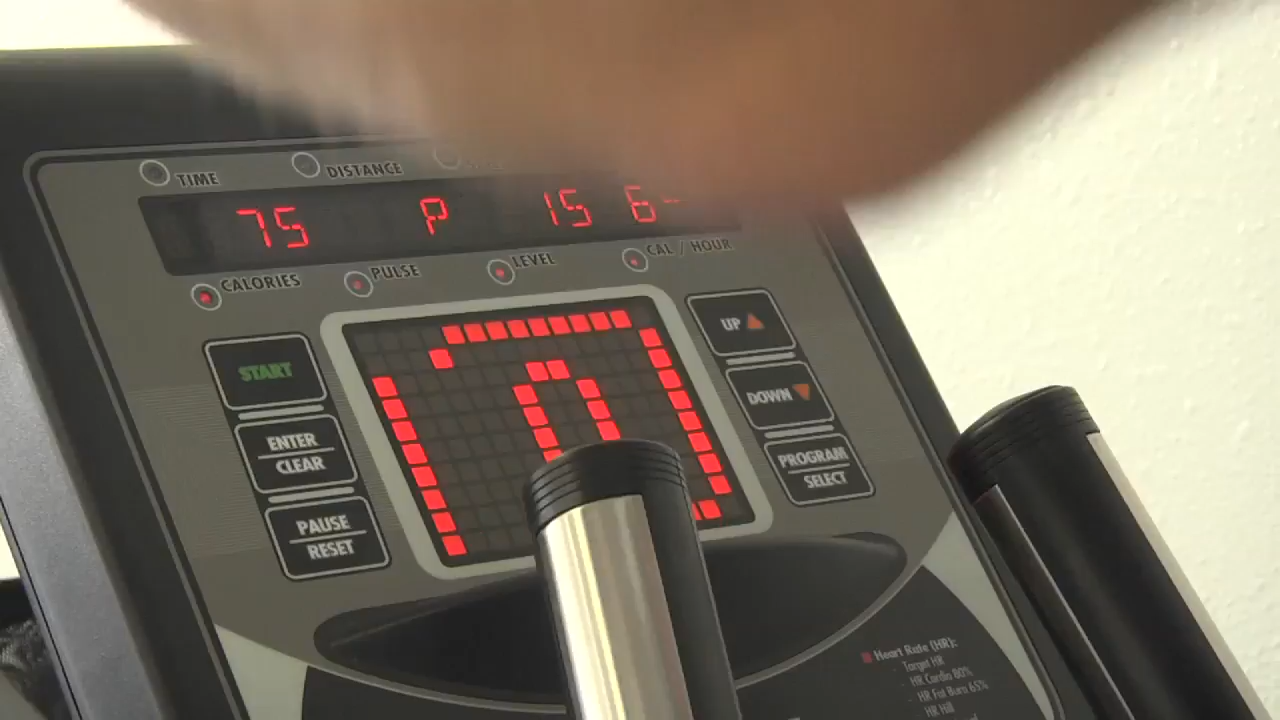 TIME DISTANCE
75 P 15 6--
CALORIES PULSE LEVEL CAL / HOUR
START
ENTER
CLEAR
PAUSE
RESET
UP
DOWN
PROGRAM
SELECT
Heart Rate (HR):
- Target HR
- HR Cardio 80%
- HR Fat Burn 65%
HR Hill